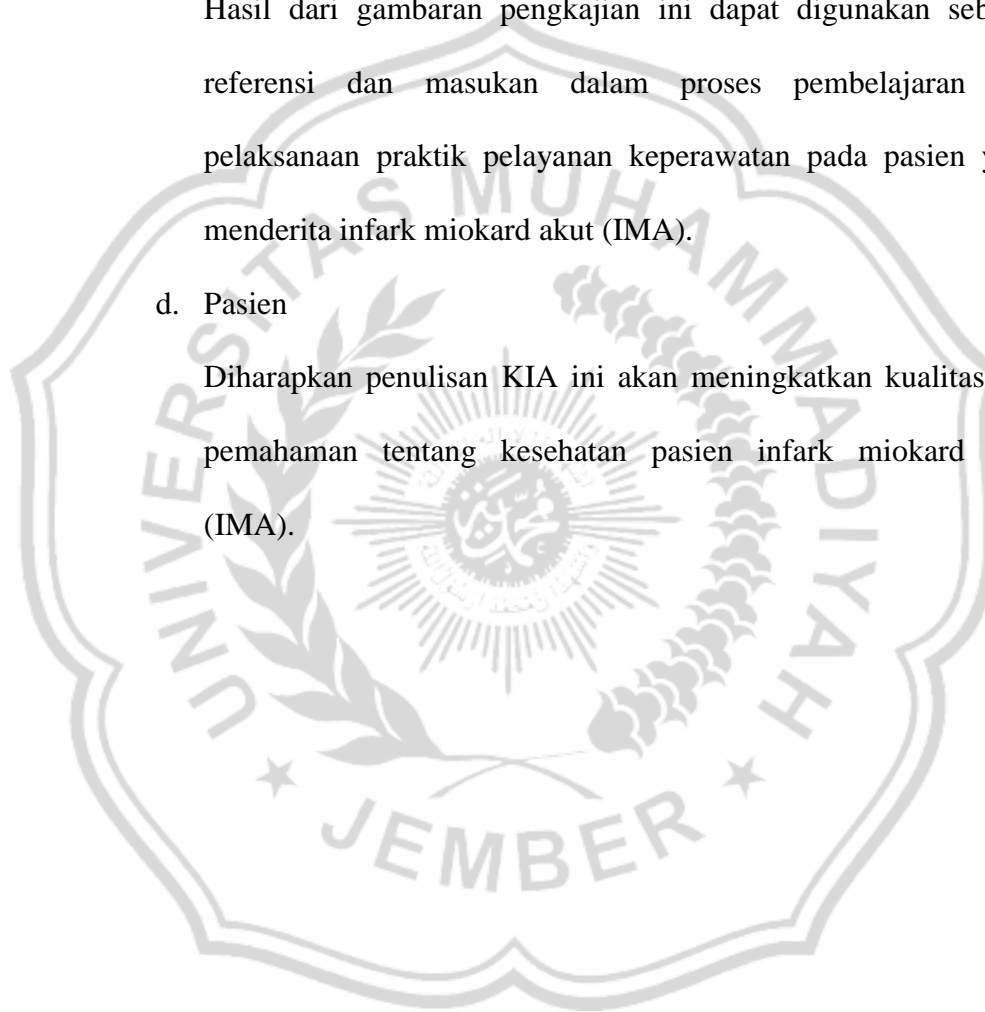 Hasil dari gambaran pengkajian ini dapat digunakan seb
referensi dan masukan dalam proses pembelajaran
pelaksanaan praktik pelayanan keperawatan pada pasien y
menderita infark miokard akut (IMA).
d. Pasien
Diharapkan penulisan KIA ini akan meningkatkan kualitas
pemahaman tentang kesehatan pasien infark miokard
(IMA).
UNIVERSITAS MUHAMMADIYAH
JEMBER